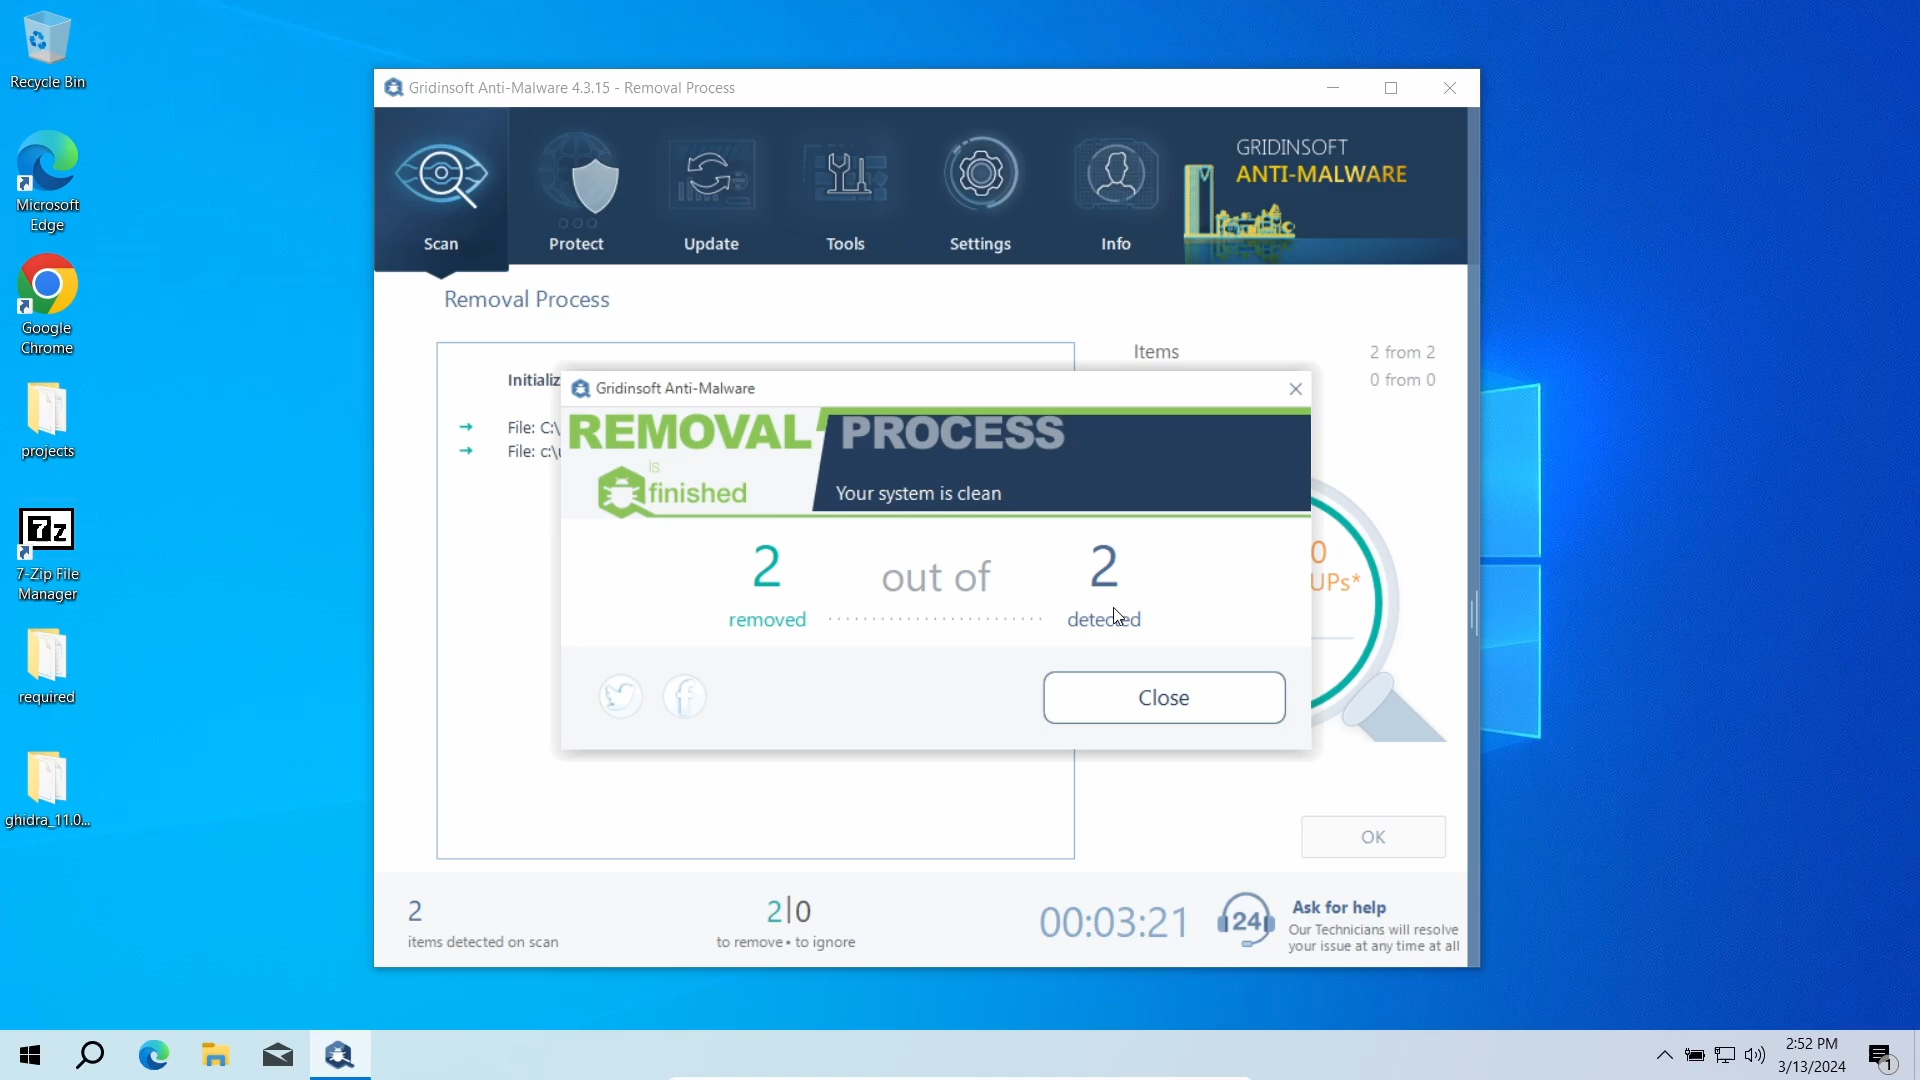 Recycle Bin
Microsoft
Edge
Google
Chrome
projects
7z
7-Zip File
Manager
required
ghidra_11.0...
Gridinsoft Anti-Malware 4.3.15 - Removal Process
Scan
Protect
Update
Tools
Settings
Info
GRIDINSOFT
ANTI-MALWARE
Removal Process
Initializ
File: C:\
File: c:\u
Items
2 from 2
0 from 0
0
UPs*
Gridinsoft Anti-Malware
REMOVAL PROCESS
is
finished
Your system is clean
2 out of 2
removed
detected
Close
OK
2
items detected on scan
2|0
to remove • to ignore
00:03:21
24
Ask for help
Our Technicians will resolve
your issue at any time at all
2:52 PM
3/13/2024
1